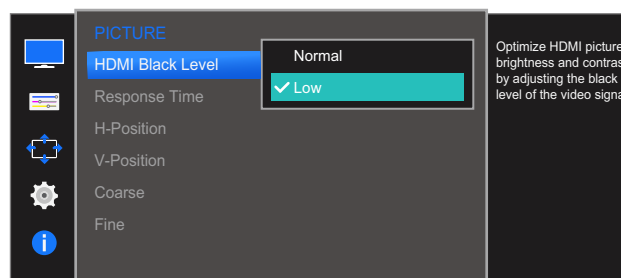 PICTURE
HDMI Black Level
Normal
Low
Response Time
H-Position
V-Position
Coarse
Fine
Optimize HDMI picture
brightness and contras
by adjusting the black
level of the video signa
i